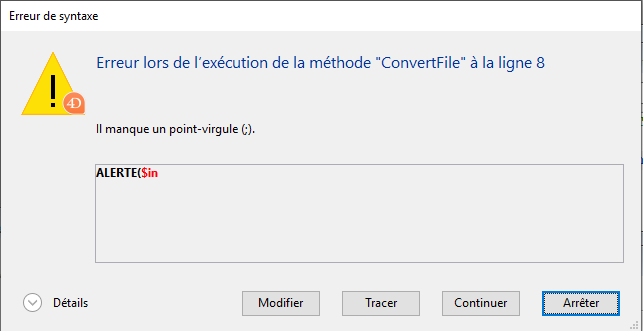 Erreur de syntaxe
Erreur lors de l’exécution de la méthode "ConvertFile" à la ligne 8
4D
Il manque un point-virgule (;).
ALERTE($in
Détails
Modifier
Tracer
Continuer
Arrêter